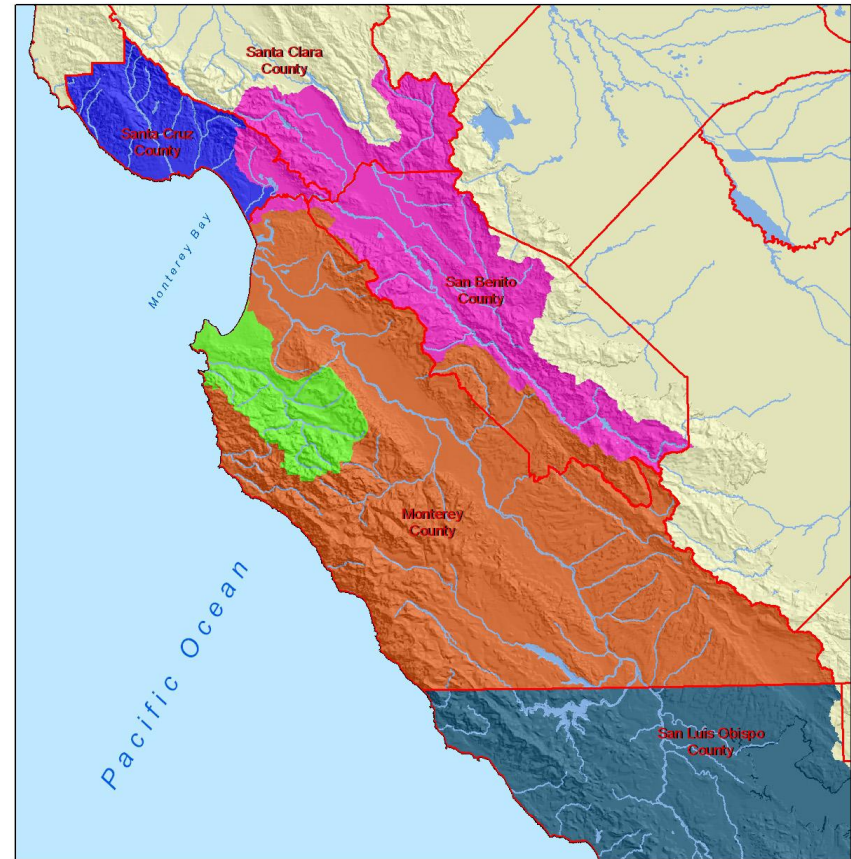 Santa Clara
County
Santa Cruz
County
Monterey Bay
San Benito
County
Monterey
County
Pacific Ocean
San Luis Obispo
County